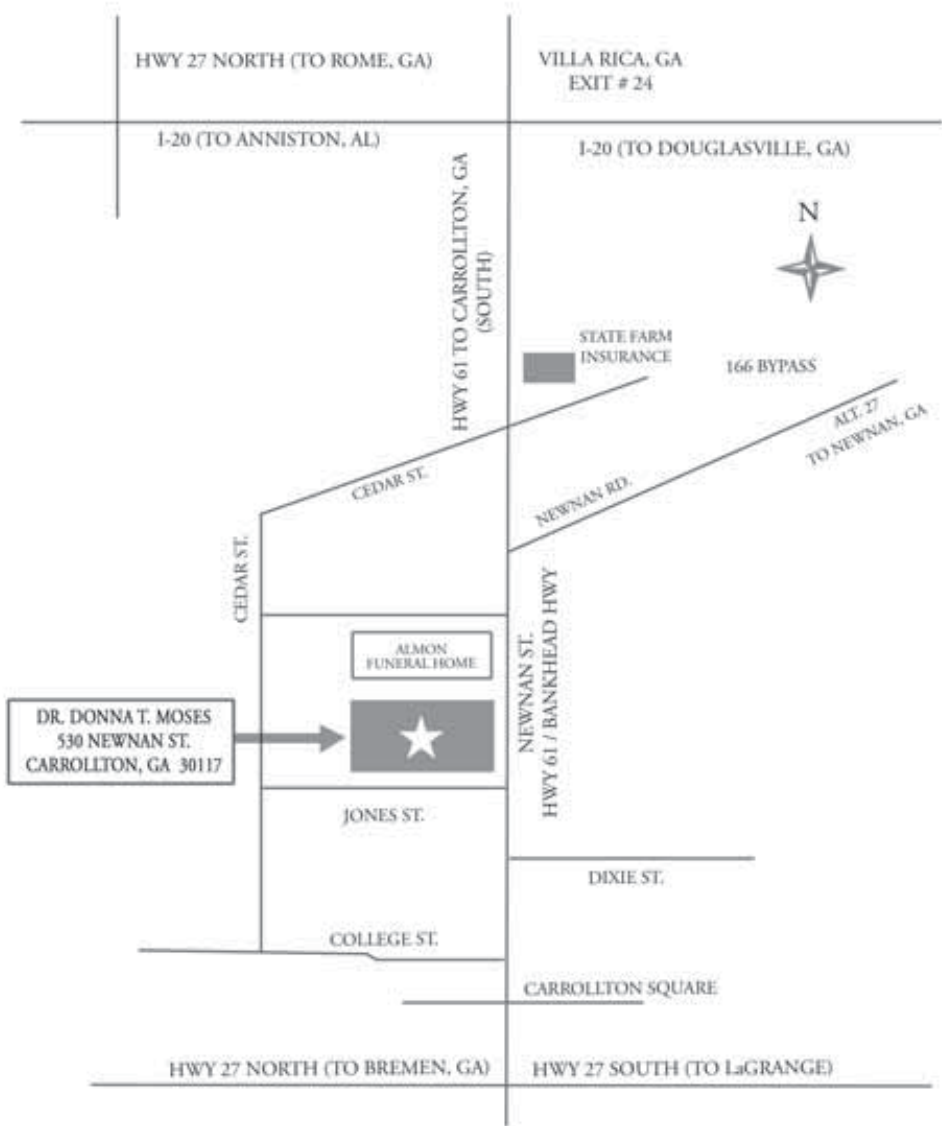 HWY 27 NORTH (TO ROME, GA)
VILLA RICA, GA
EXIT # 24
I-20 (TO ANNISTON, AL)
I-20 (TO DOUGLASVILLE, GA)
HWY 61 TO CARROLLTON, GA
(SOUTH)
N
STATE FARM
INSURANCE
166 BYPASS
ALT. 27
TO NEWNAN, GA
CEDAR ST.
NEWNAN RD.
CEDAR ST.
ALMON
FUNERAL HOME
NEWNAN ST.
HWY 61 / BANKHEAD HWY
DR. DONNA T. MOSES
530 NEWNAN ST.
CARROLLTON, GA 30117
JONES ST.
DIXIE ST.
COLLEGE ST.
CARROLLTON SQUARE
HWY 27 NORTH (TO BREMEN, GA)
HWY 27 SOUTH (TO LaGRANGE)